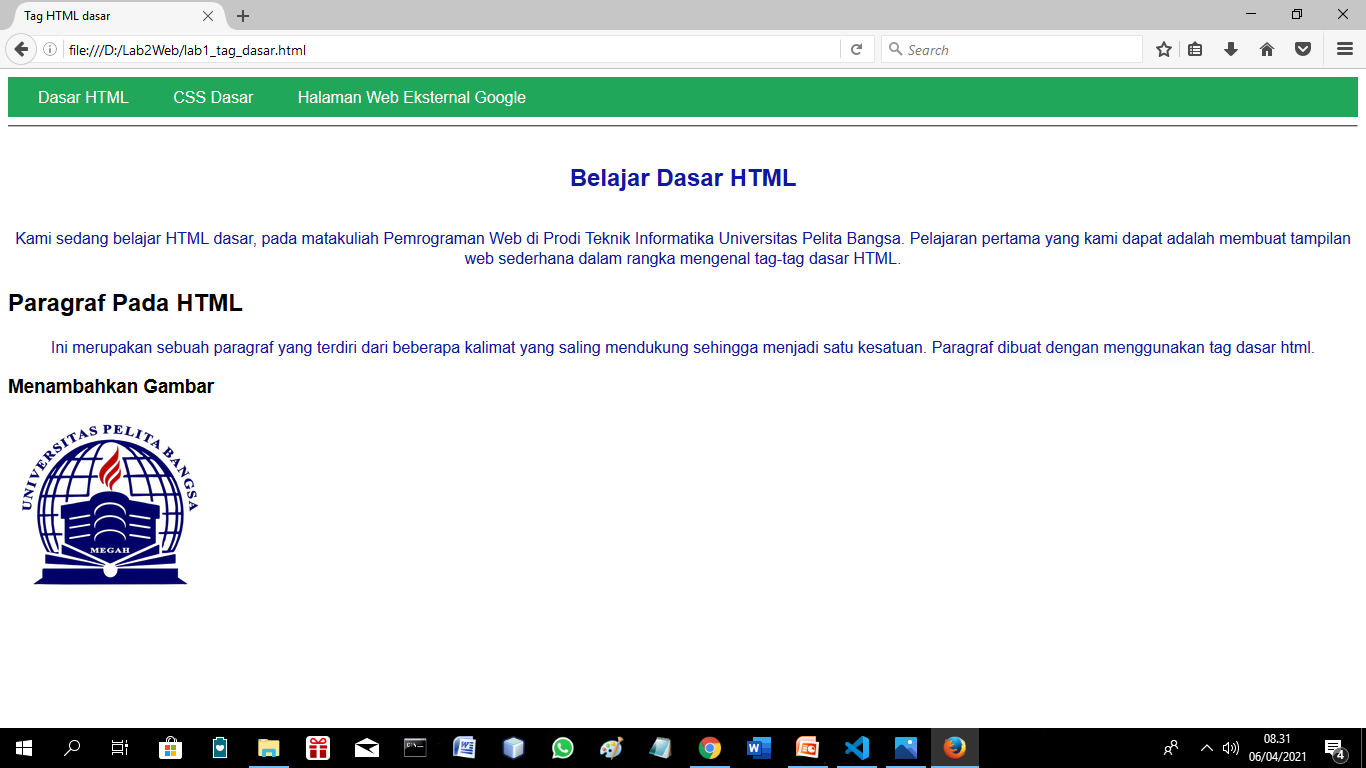 Tag HTML dasar
file:///D:/Lab2Web/lab1_tag_dasar.html
Search
Dasar HTML CSS Dasar Halaman Web Eksternal Google
Belajar Dasar HTML
Kami sedang belajar HTML dasar, pada matakuliah Pemrograman Web di Prodi Teknik Informatika Universitas Pelita Bangsa. Pelajaran pertama yang kami dapat adalah membuat tampilan
web sederhana dalam rangka mengenal tag-tag dasar HTML.
Paragraf Pada HTML
Ini merupakan sebuah paragraf yang terdiri dari beberapa kalimat yang saling mendukung sehingga menjadi satu kesatuan. Paragraf dibuat dengan menggunakan tag dasar html.
Menambahkan Gambar
UNIVERSITAS PELITA BANGSA
MEGAH
08.31
06/04/2021
4